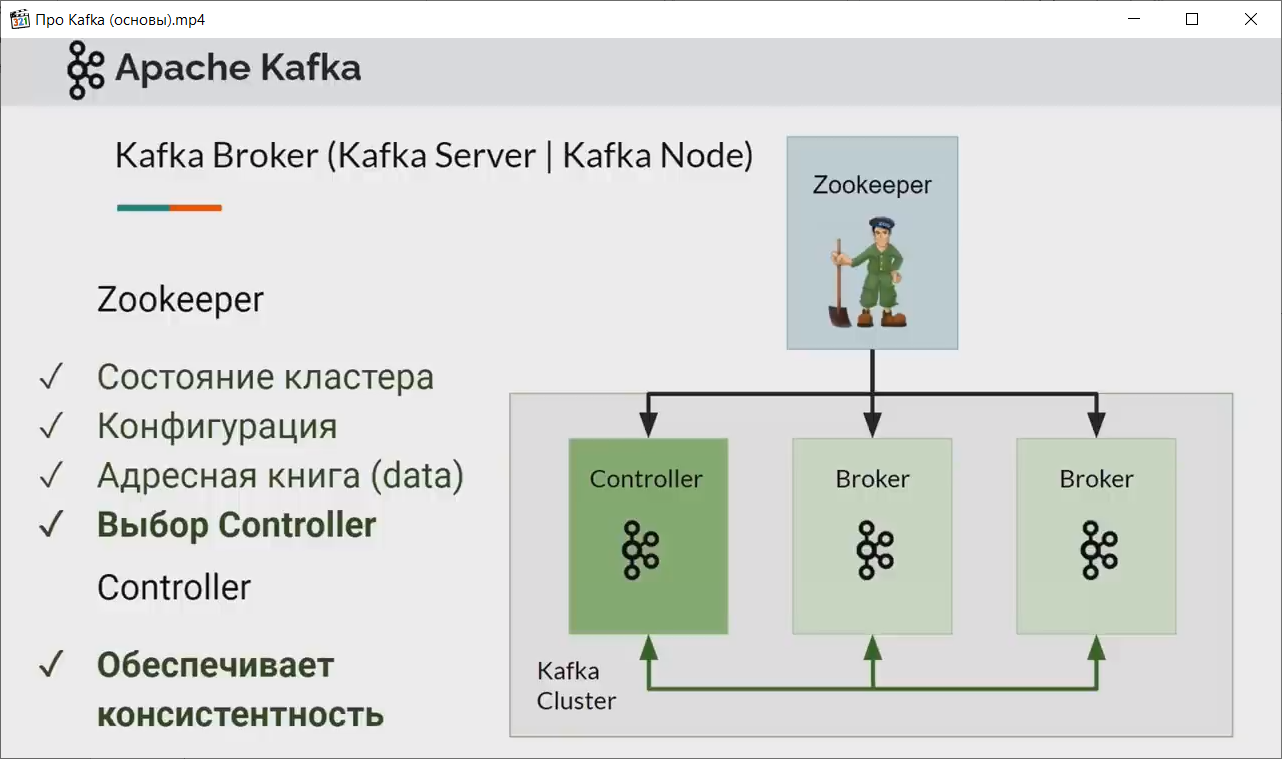 Про Kafka (основы).mp4
Apache Kafka
Kafka Broker (Kafka Server | Kafka Node)
Zookeeper
✓ Состояние кластера
✓ Конфигурация
✓ Адресная книга (data)
✓ Выбор Controller
Controller
✓ Обеспечивает
консистентность
Zookeeper
Controller
Broker
Broker
Kafka
Cluster